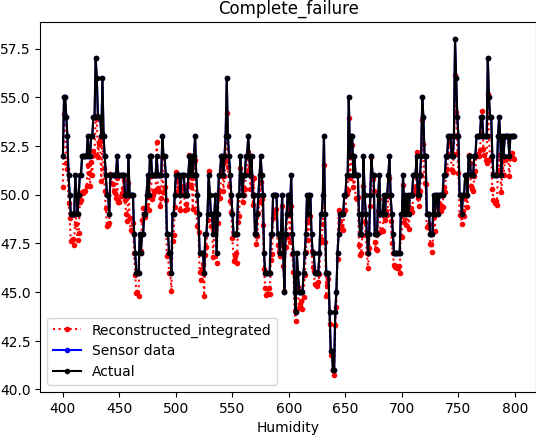 Complete_failure
57.5
55.0
52.5
50.0
47.5
45.0
42.5
40.0
Reconstructed_integrated
Sensor data
Actual
400 450 500 550 600 650 700 750 800
Humidity